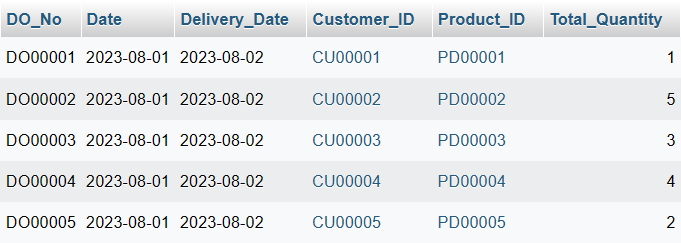 DO_No Date Delivery_Date Customer_ID Product_ID Total_Quantity
DO00001 2023-08-01 2023-08-02 CU00001 PD00001 1
DO00002 2023-08-01 2023-08-02 CU00002 PD00002 5
DO00003 2023-08-01 2023-08-02 CU00003 PD00003 3
DO00004 2023-08-01 2023-08-02 CU00004 PD00004 4
DO00005 2023-08-01 2023-08-02 CU00005 PD00005 2